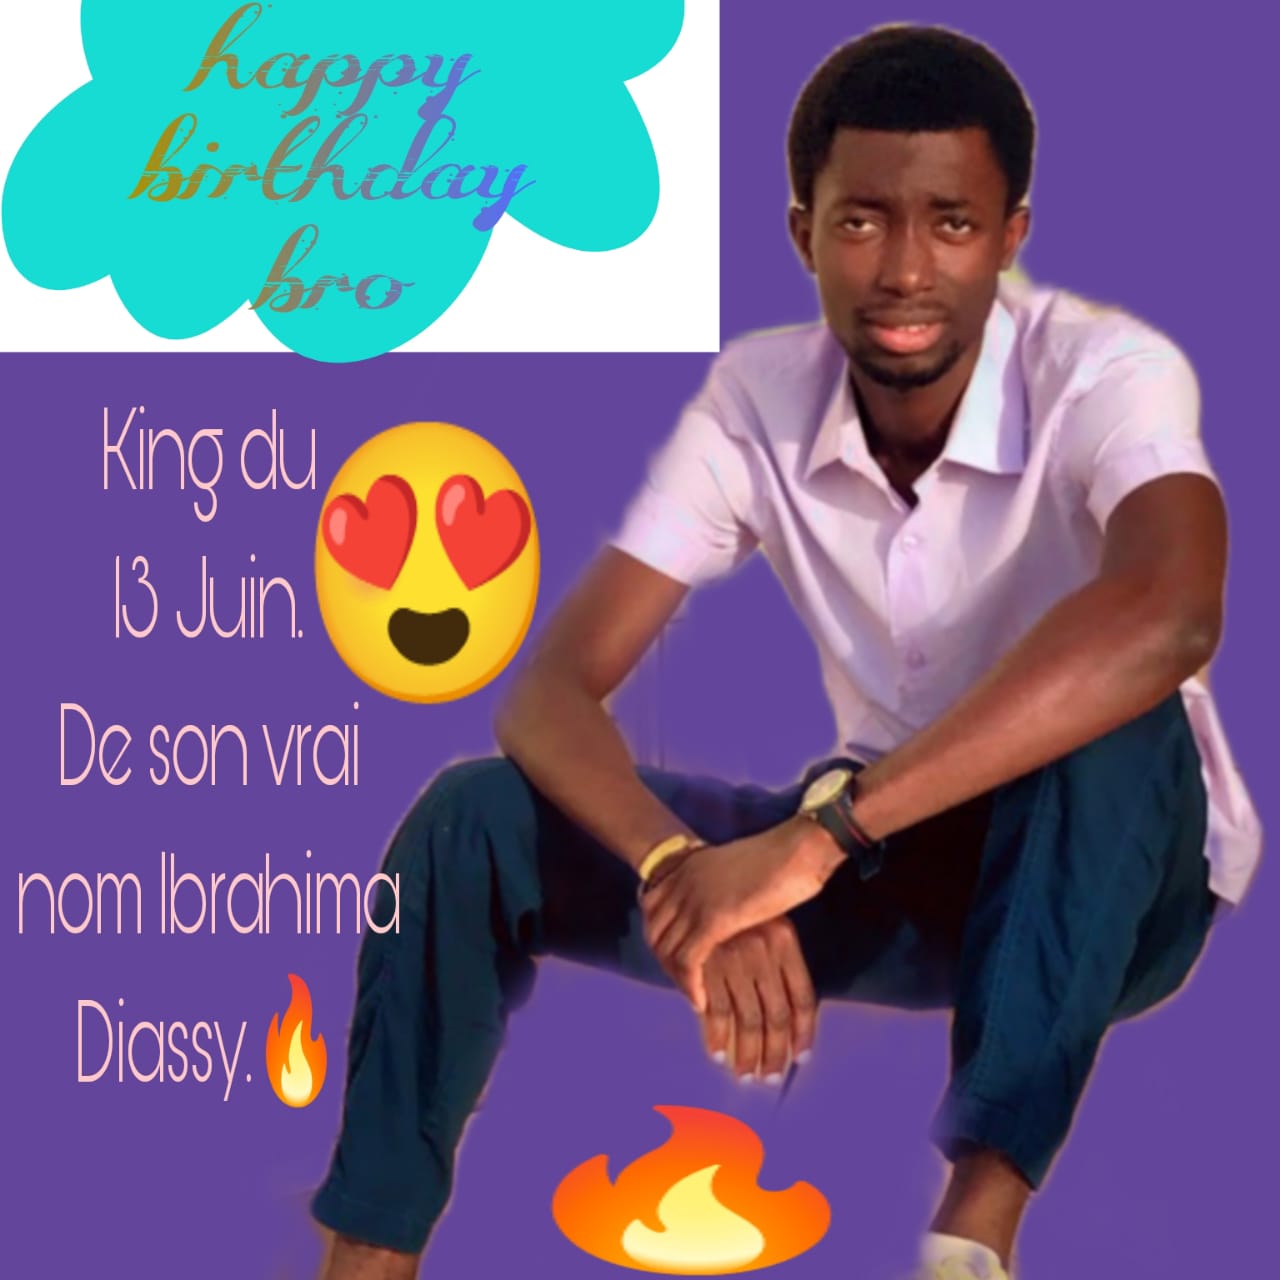 happy
birthday
bro
King du
13 Juin.
De son vrai
nom Ibrahima
Diassy.